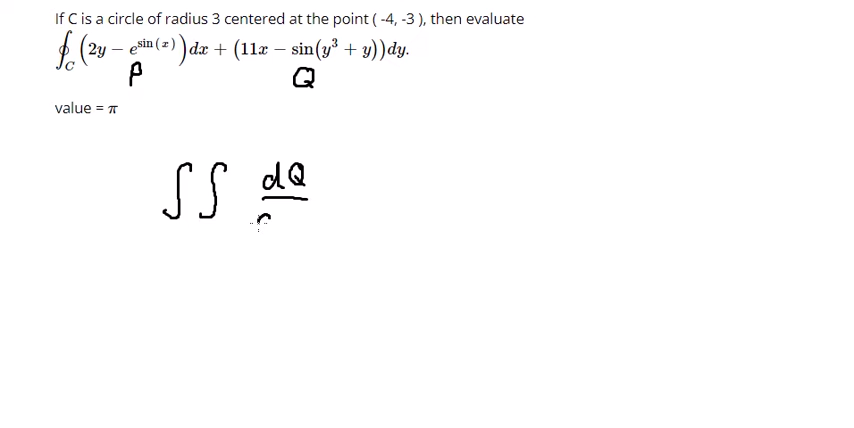 If C is a circle of radius 3 centered at the point ( -4, -3 ), then evaluate
∮_C (2y − e^{sin(x)})dx + (11x − sin(y³ + y))dy.
P Q
value = π
∫∫ dQ